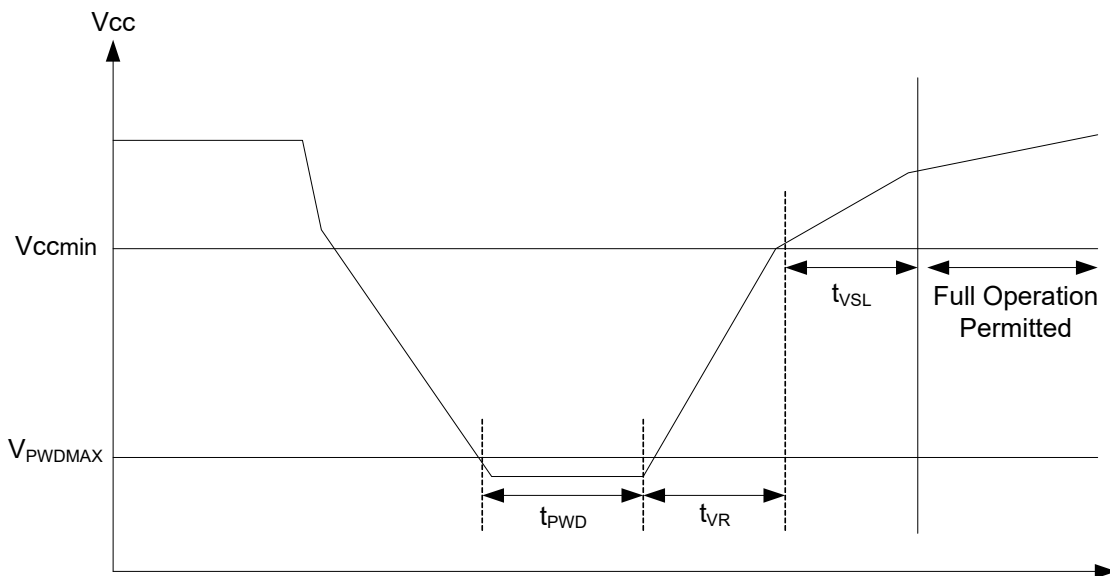 Vcc
Vccmin
tVSL
Full Operation
Permitted
VPWDMAX
tPWD
tVR